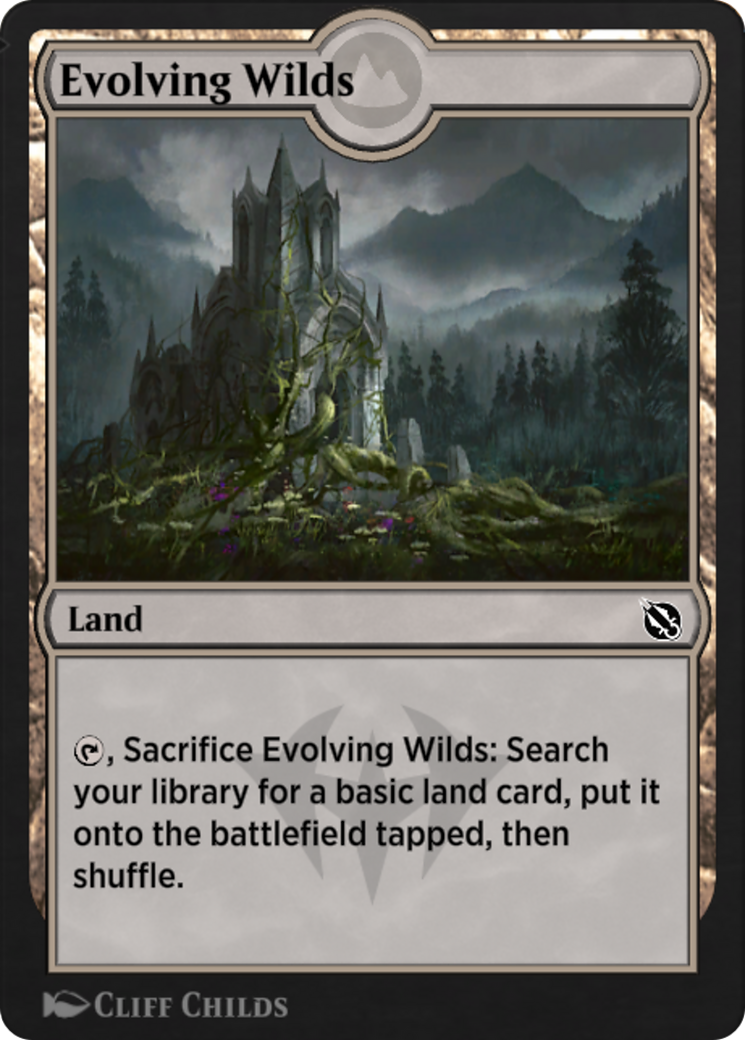 Evolving Wilds
Land
, Sacrifice Evolving Wilds: Search
your library for a basic land card, put it
onto the battlefield tapped, then
shuffle.
CLIFF CHILDS